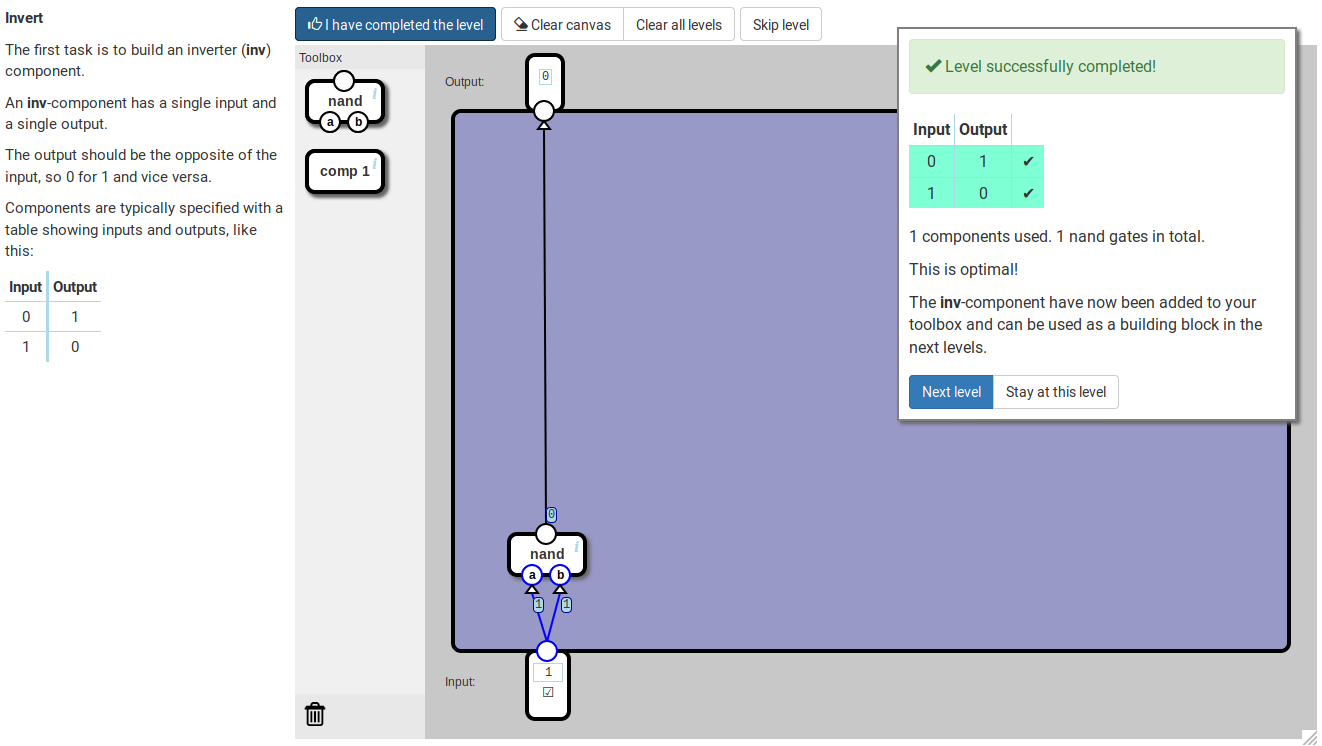 Invert
The first task is to build an inverter (inv)
component.
An inv-component has a single input and
a single output.
The output should be the opposite of the
input, so 0 for 1 and vice versa.
Components are typically specified with a
table showing inputs and outputs, like
this:
Input Output
0 1
1 0
I have completed the level
Clear canvas
Clear all levels
Skip level
Toolbox
nand i
a b
comp 1 i
Output:
0
0
nand i
a b
1 1
Input:
1
Level successfully completed!
Input Output
0 1 ✔
1 0 ✔
1 components used. 1 nand gates in total.
This is optimal!
The inv-component have now been added to your
toolbox and can be used as a building block in the
next levels.
Next level
Stay at this level